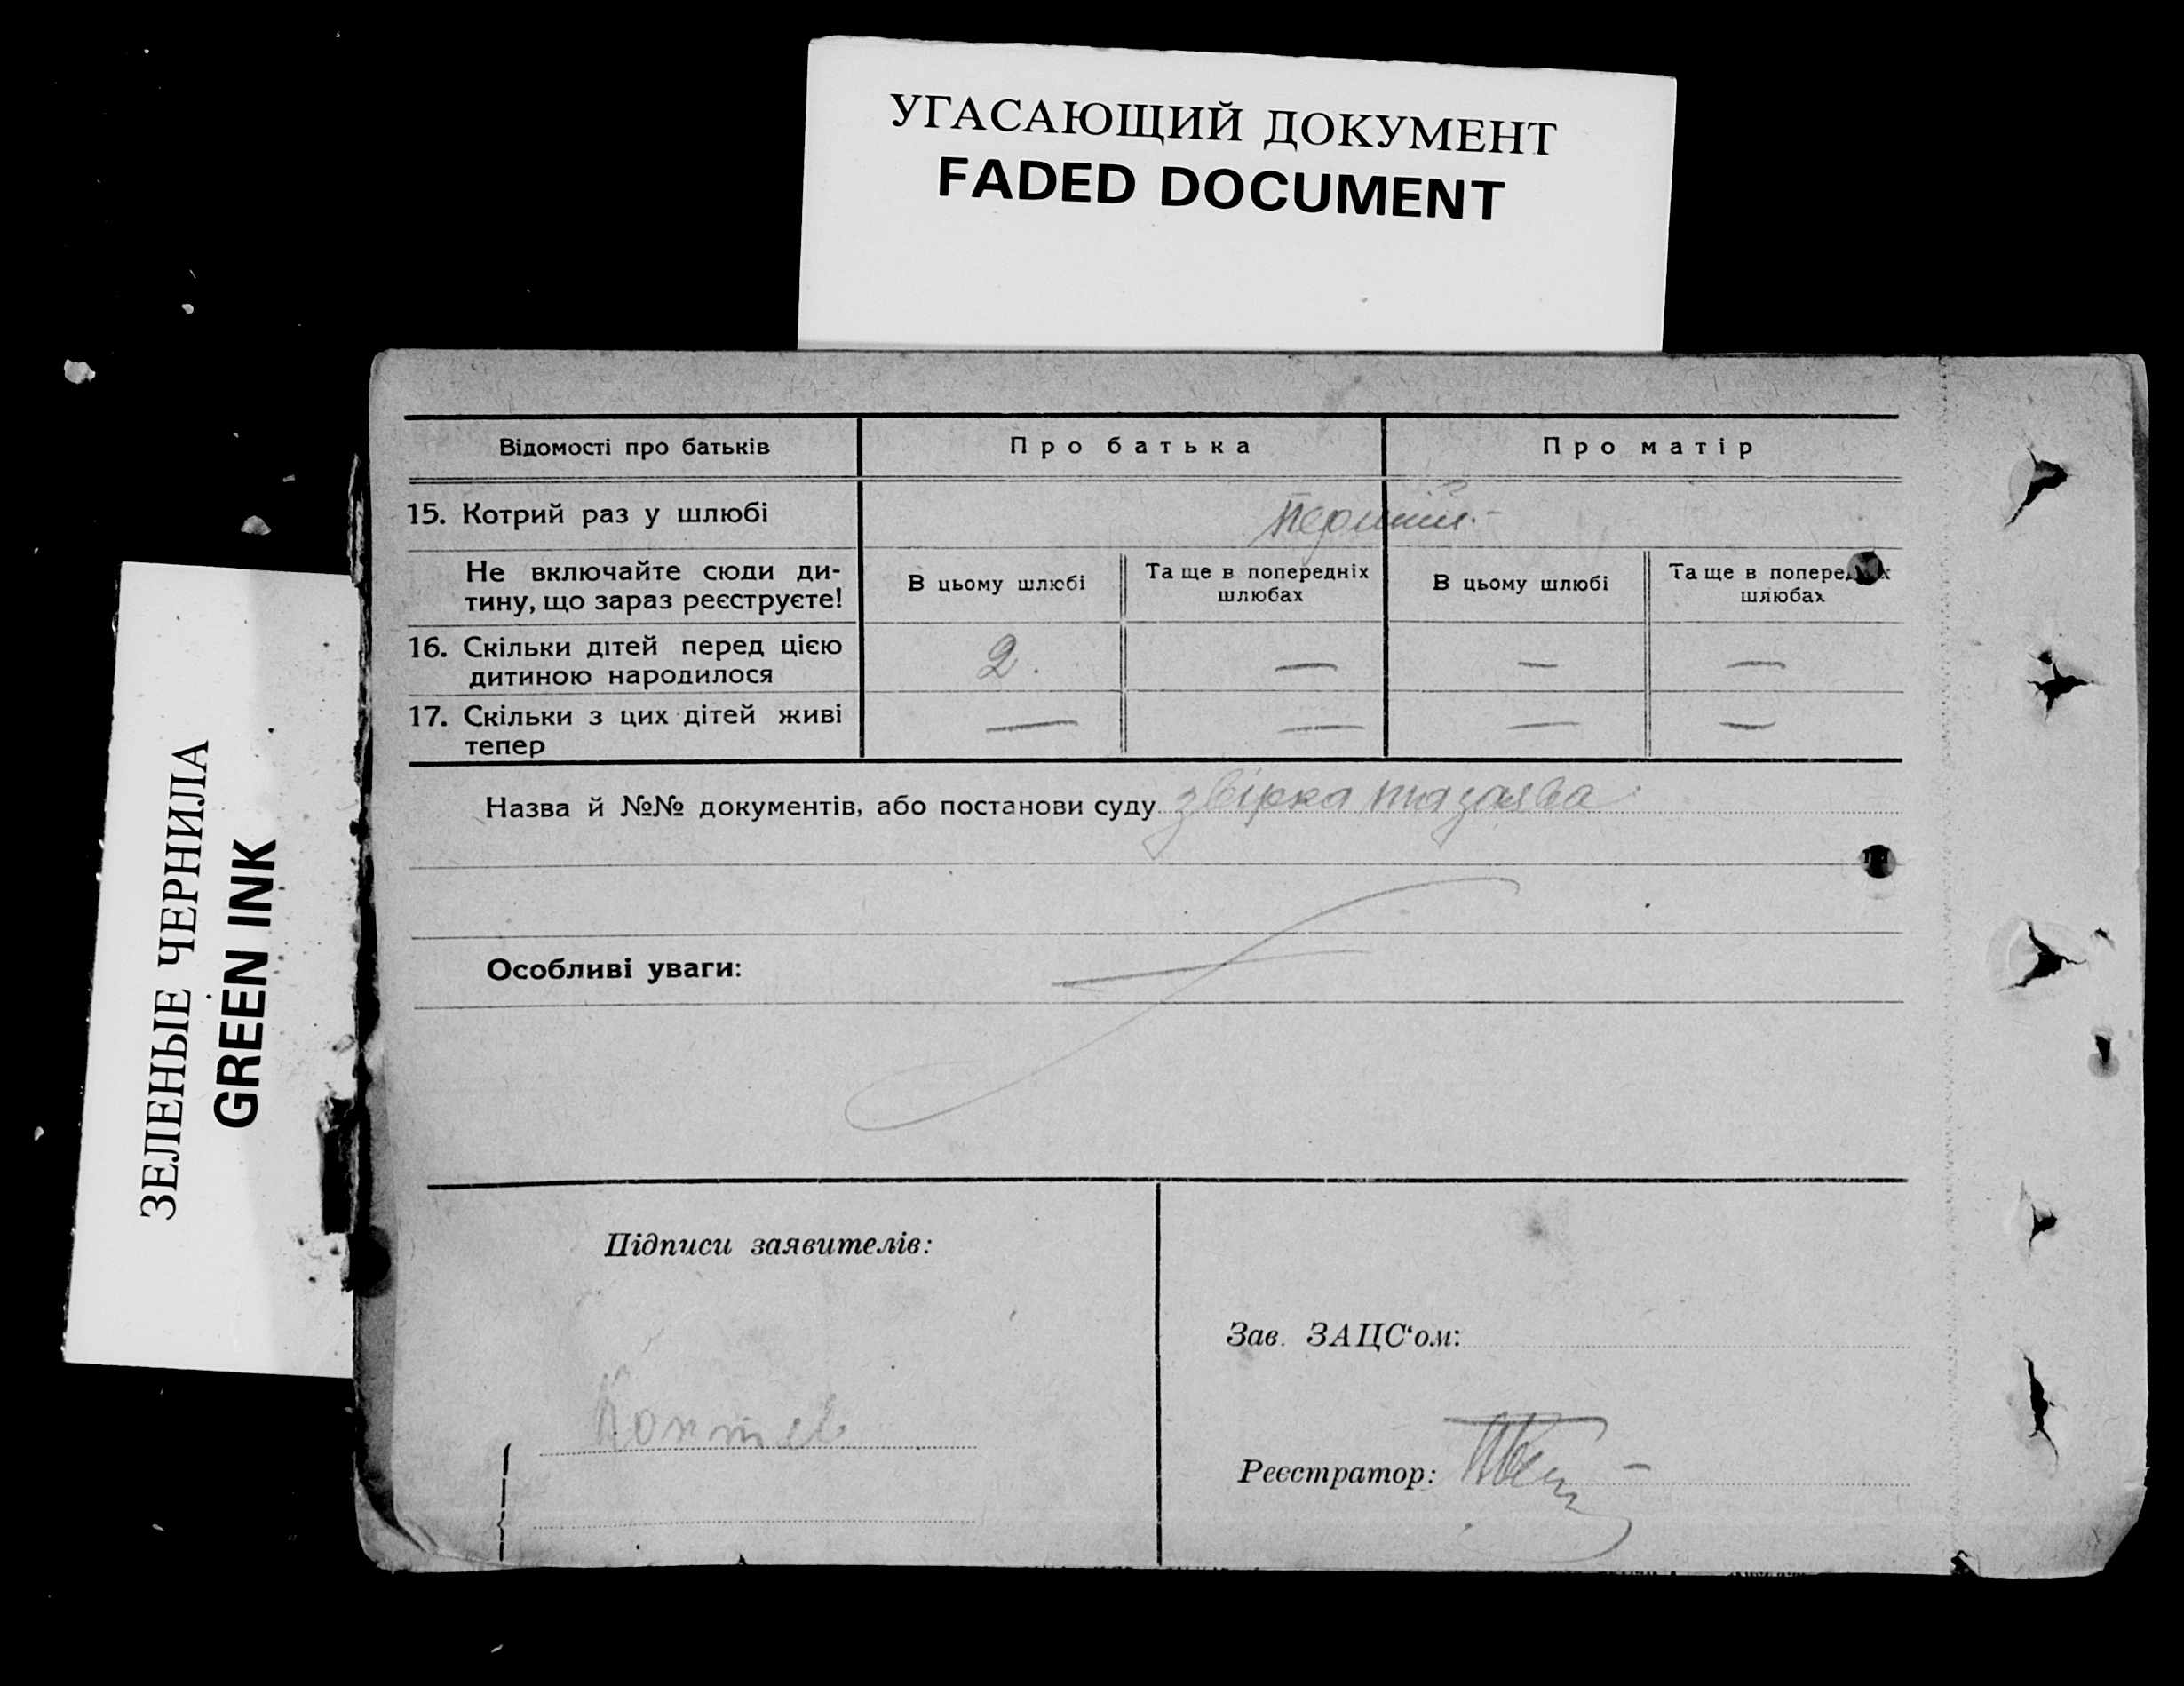 УГАСАЮЩИЙ ДОКУМЕНТ
FADED DOCUMENT
ЗЕЛЕНЫЕ ЧЕРНИЛА
GREEN INK
Відомості про батьків
Про батька
Про матір
15. Котрий раз у шлюбі
перший.-
Не включайте сюди ди-
тину, що зараз реєструєте!
В цьому шлюбі
Та ще в попередніх
шлюбах
В цьому шлюбі
Та ще в
шлюбах
16. Скільки дітей перед цією
дитиною народилося
2. — — —
17. Скільки з цих дітей живі
тепер
— — — —
Назва й №№ документів, або постанови суду звірка та заява
Особливі уваги:
Підписи заявителів:
Зав. ЗАЦС‘ом:
Реєстратор: